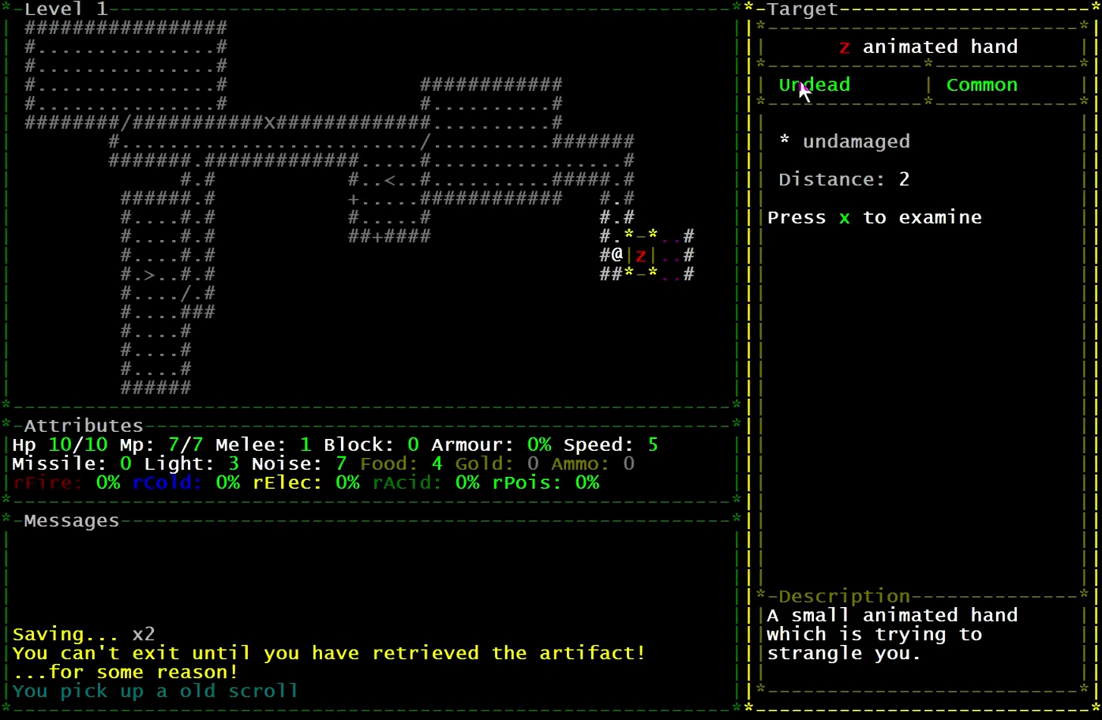 Level 1
#################
#...............#
#...............#
#...............#
#...............#
########/###########x#############
############
#.........#
..........#
#........................./..........#######
#######.############.....#................#
#.#
#..<..#..........#####.#
######.#
+.....############
#.#
#....#.#
#.....#
#.#
#....#.#
##+####
#.*-*..#
#....#.#
#@|z|..#
#.>..#.#
##*-*..#
#..../.#
#....###
#....#
#....#
#....#
######
Attributes
Hp 10/10 Mp: 7/7 Melee: 1 Block: 0 Armour: 0% Speed: 5
Missile: 0 Light: 3 Noise: 7 Food: 4 Gold: 0 Ammo: 0
rFire: 0% rCold: 0% rElec: 0% rAcid: 0% rPois: 0%
Messages
Saving... x2
You can't exit until you have retrieved the artifact!
...for some reason!
You pick up a old scroll
Target
z animated hand
Undead | Common
* undamaged
Distance: 2
Press x to examine
Description
A small animated hand
which is trying to
strangle you.